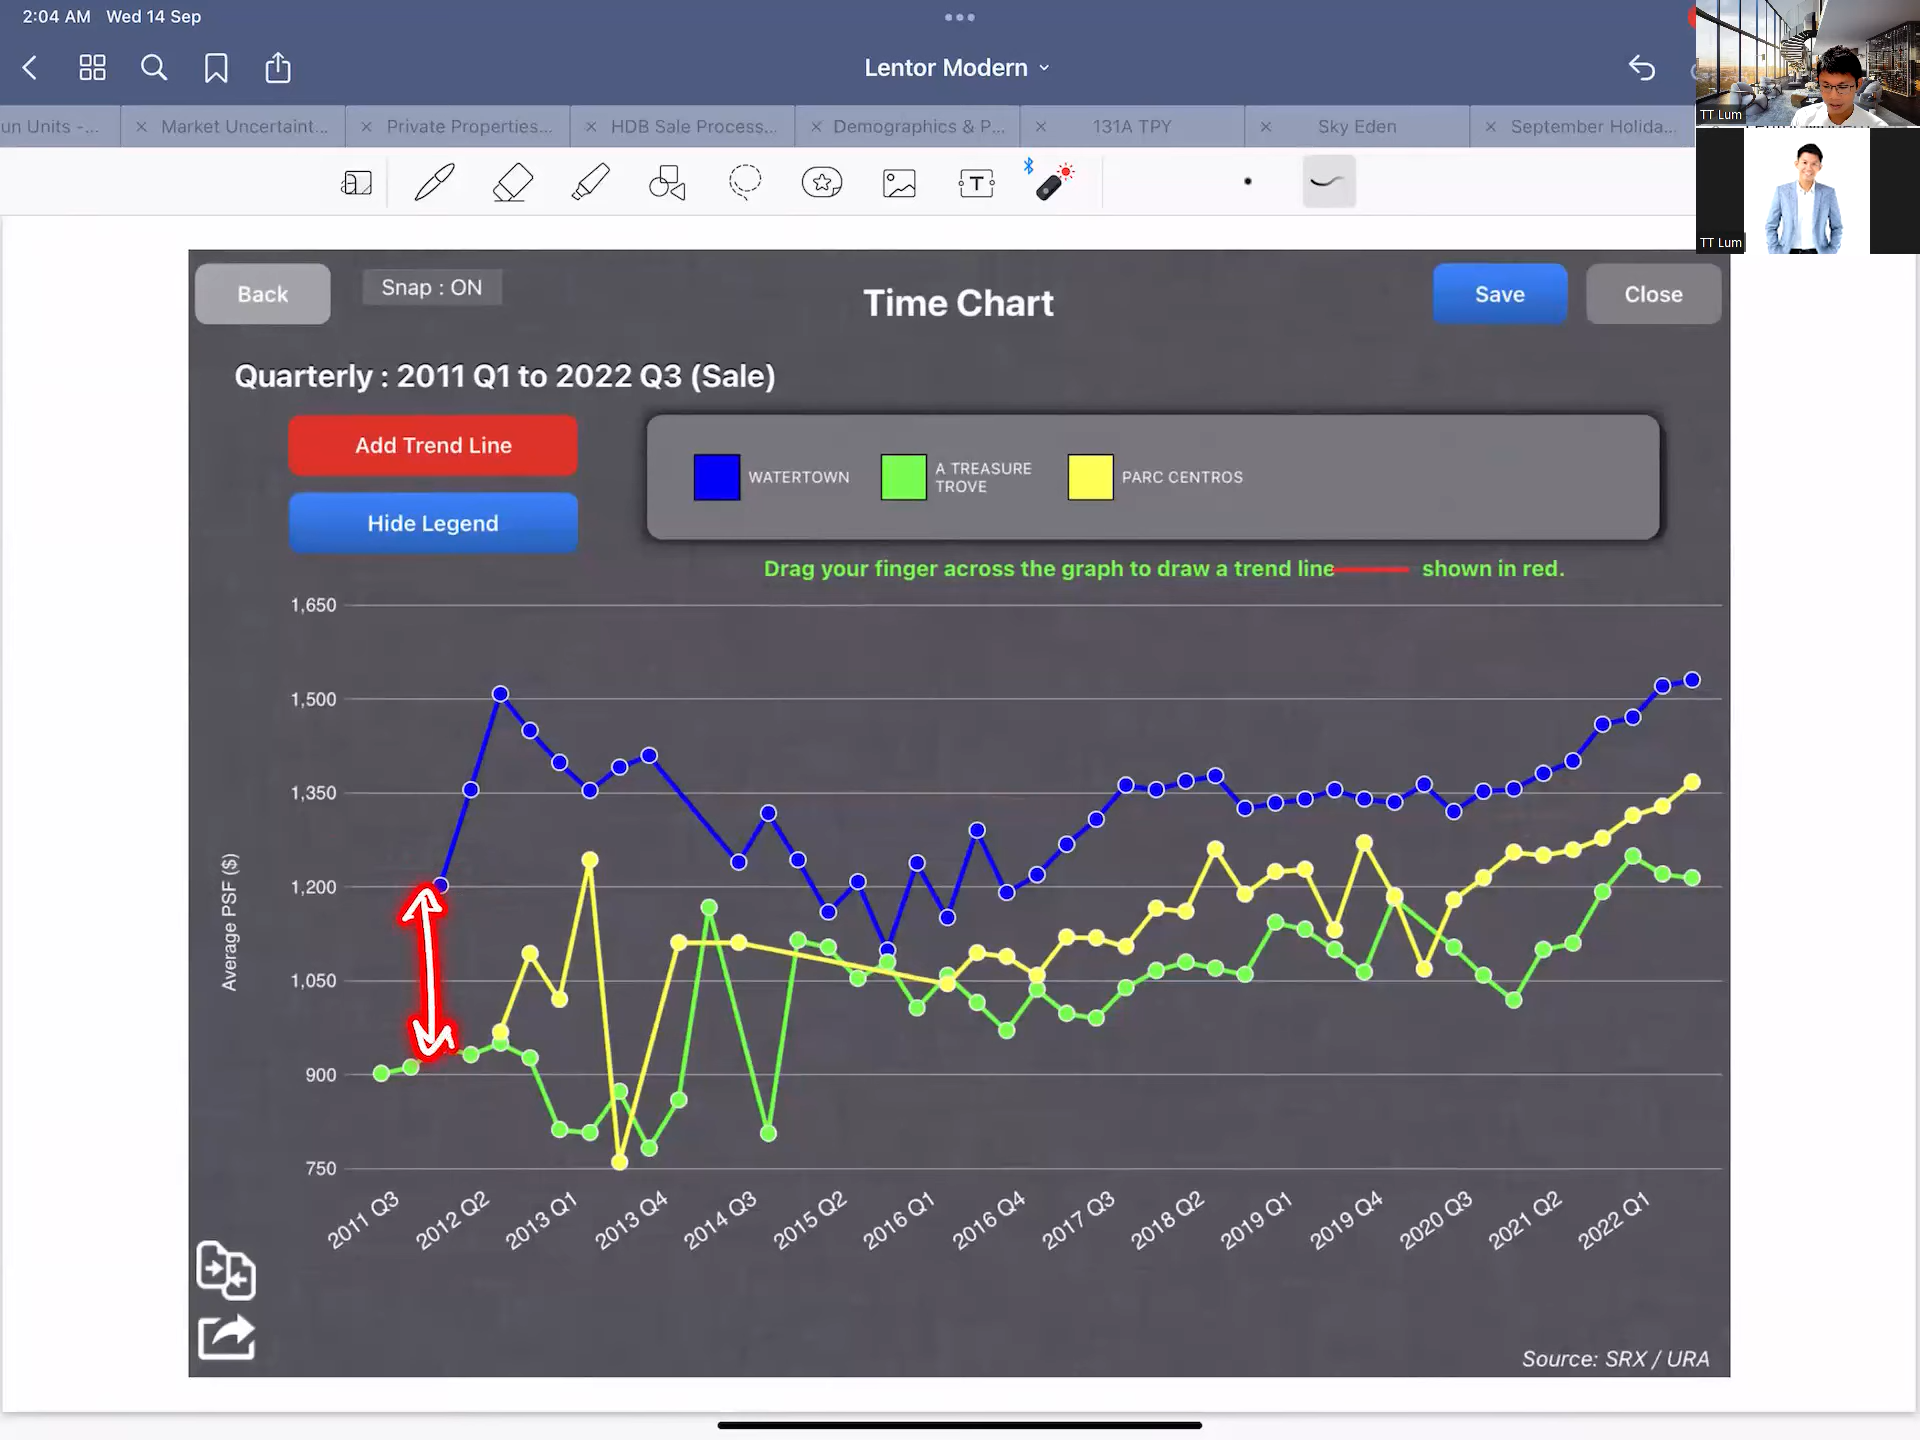 2:04 AM Wed 14 Sep
Lentor Modern
un Units -...
Market Uncertaint...
Private Properties...
HDB Sale Process...
Demographics & P...
131A TPY
Sky Eden
September Holida...
TT Lum
TT Lum
Back
Snap : ON
Time Chart
Save
Close
Quarterly : 2011 Q1 to 2022 Q3 (Sale)
Add Trend Line
Hide Legend
WATERTOWN
A TREASURE
TROVE
PARC CENTROS
Drag your finger across the graph to draw a trend line shown in red.
1,650
1,500
1,350
1,200
1,050
900
750
Average PSF ($)
2011 Q3
2012 Q2
2013 Q1
2013 Q4
2014 Q3
2015 Q2
2016 Q1
2016 Q4
2017 Q3
2018 Q2
2019 Q1
2019 Q4
2020 Q3
2021 Q2
2022 Q1
Source: SRX / URA